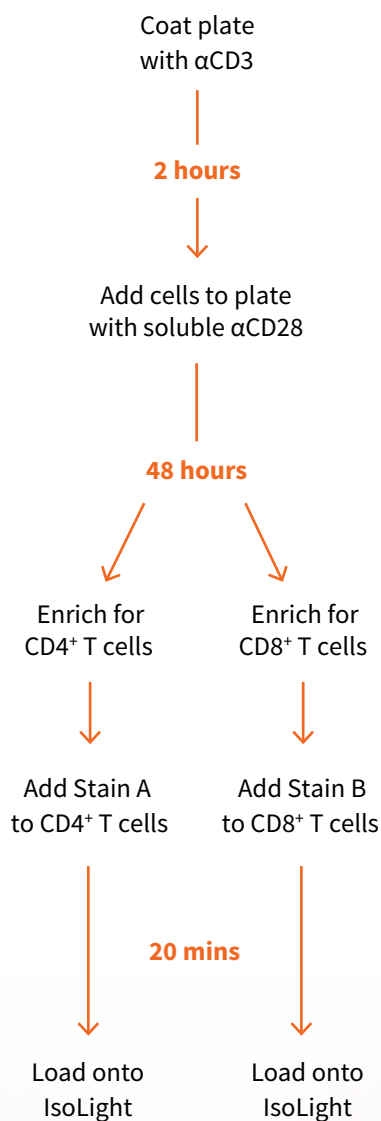 Coat plate
with αCD3
2 hours
Add cells to plate
with soluble αCD28
48 hours
Enrich for
CD4⁺ T cells
Enrich for
CD8⁺ T cells
Add Stain A
to CD4⁺ T cells
Add Stain B
to CD8⁺ T cells
20 mins
Load onto
IsoLight
Load onto
IsoLight